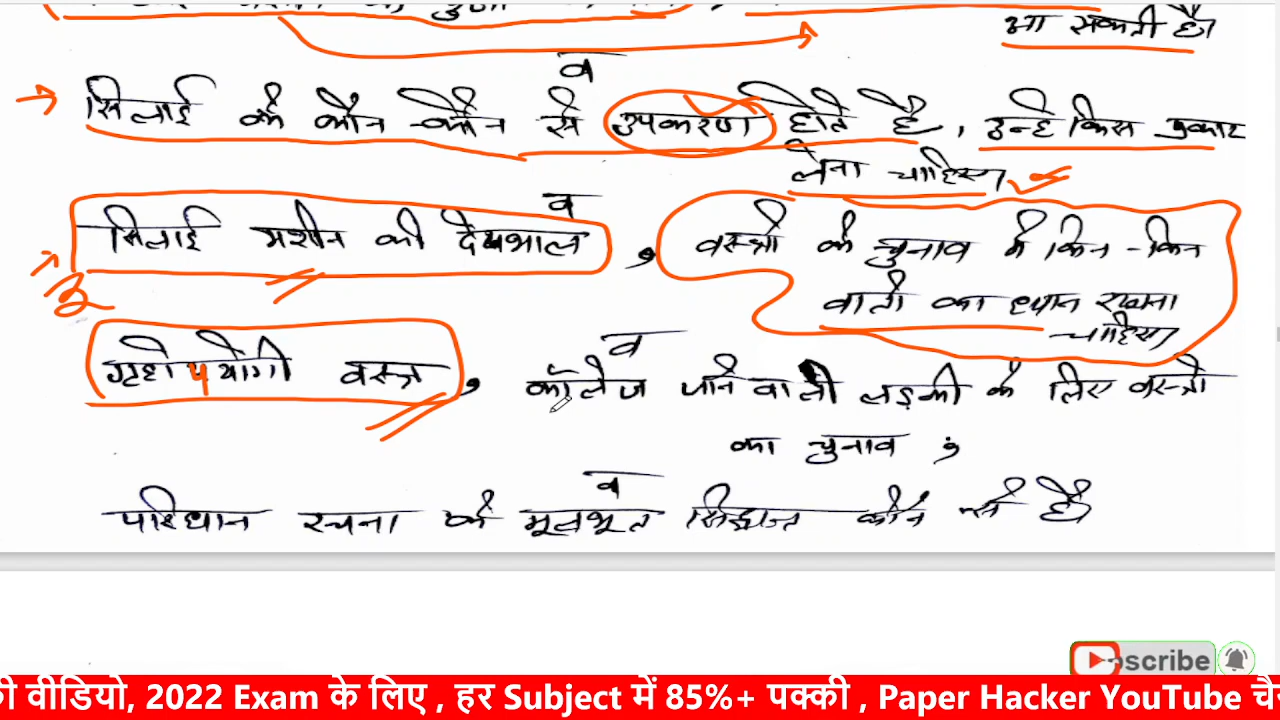 आ सकती है।
व
सिलाई के कौन-कौन से उपकरण होते है, उन्हे किस प्रकार
लेना चाहिए
व
सिलाई मशीन की देखभाल, वस्त्रो के चुनाव मे किन-किन
बातो का ध्यान रखना
चाहिए
व
गृहोपयोगी वस्त्र, कॉलेज जाने वाली लड़की के लिए वस्त्रो
का चुनाव,
व
परिधान रचना के मूलभूत सिद्धान्त कौन से है
scribe
की वीडियो, 2022 Exam के लिए , हर Subject में 85%+ पक्की , Paper Hacker YouTube चै